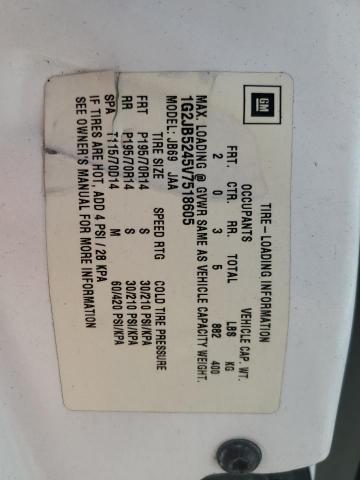 GM
TIRE-LOADING INFORMATION
OCCUPANTS VEHICLE CAP. WT.
FRT. CTR. RR. TOTAL LBS KG
2 0 3 5 882 400
MAX. LOADING @ GVWR SAME AS VEHICLE CAPACITY WEIGHT.
1G2JB5245V7518605
MODEL: JB69 JAA
TIRE SIZE SPEED RTG COLD TIRE PRESSURE
FRT P195/70R14 S 30/210 PSI/KPA
RR P195/70R14 S 30/210 PSI/KPA
SPA T115/70D14 M 60/420 PSI/KPA
IF TIRES ARE HOT, ADD 4 PSI / 28 KPA
SEE OWNER'S MANUAL FOR MORE INFORMATION